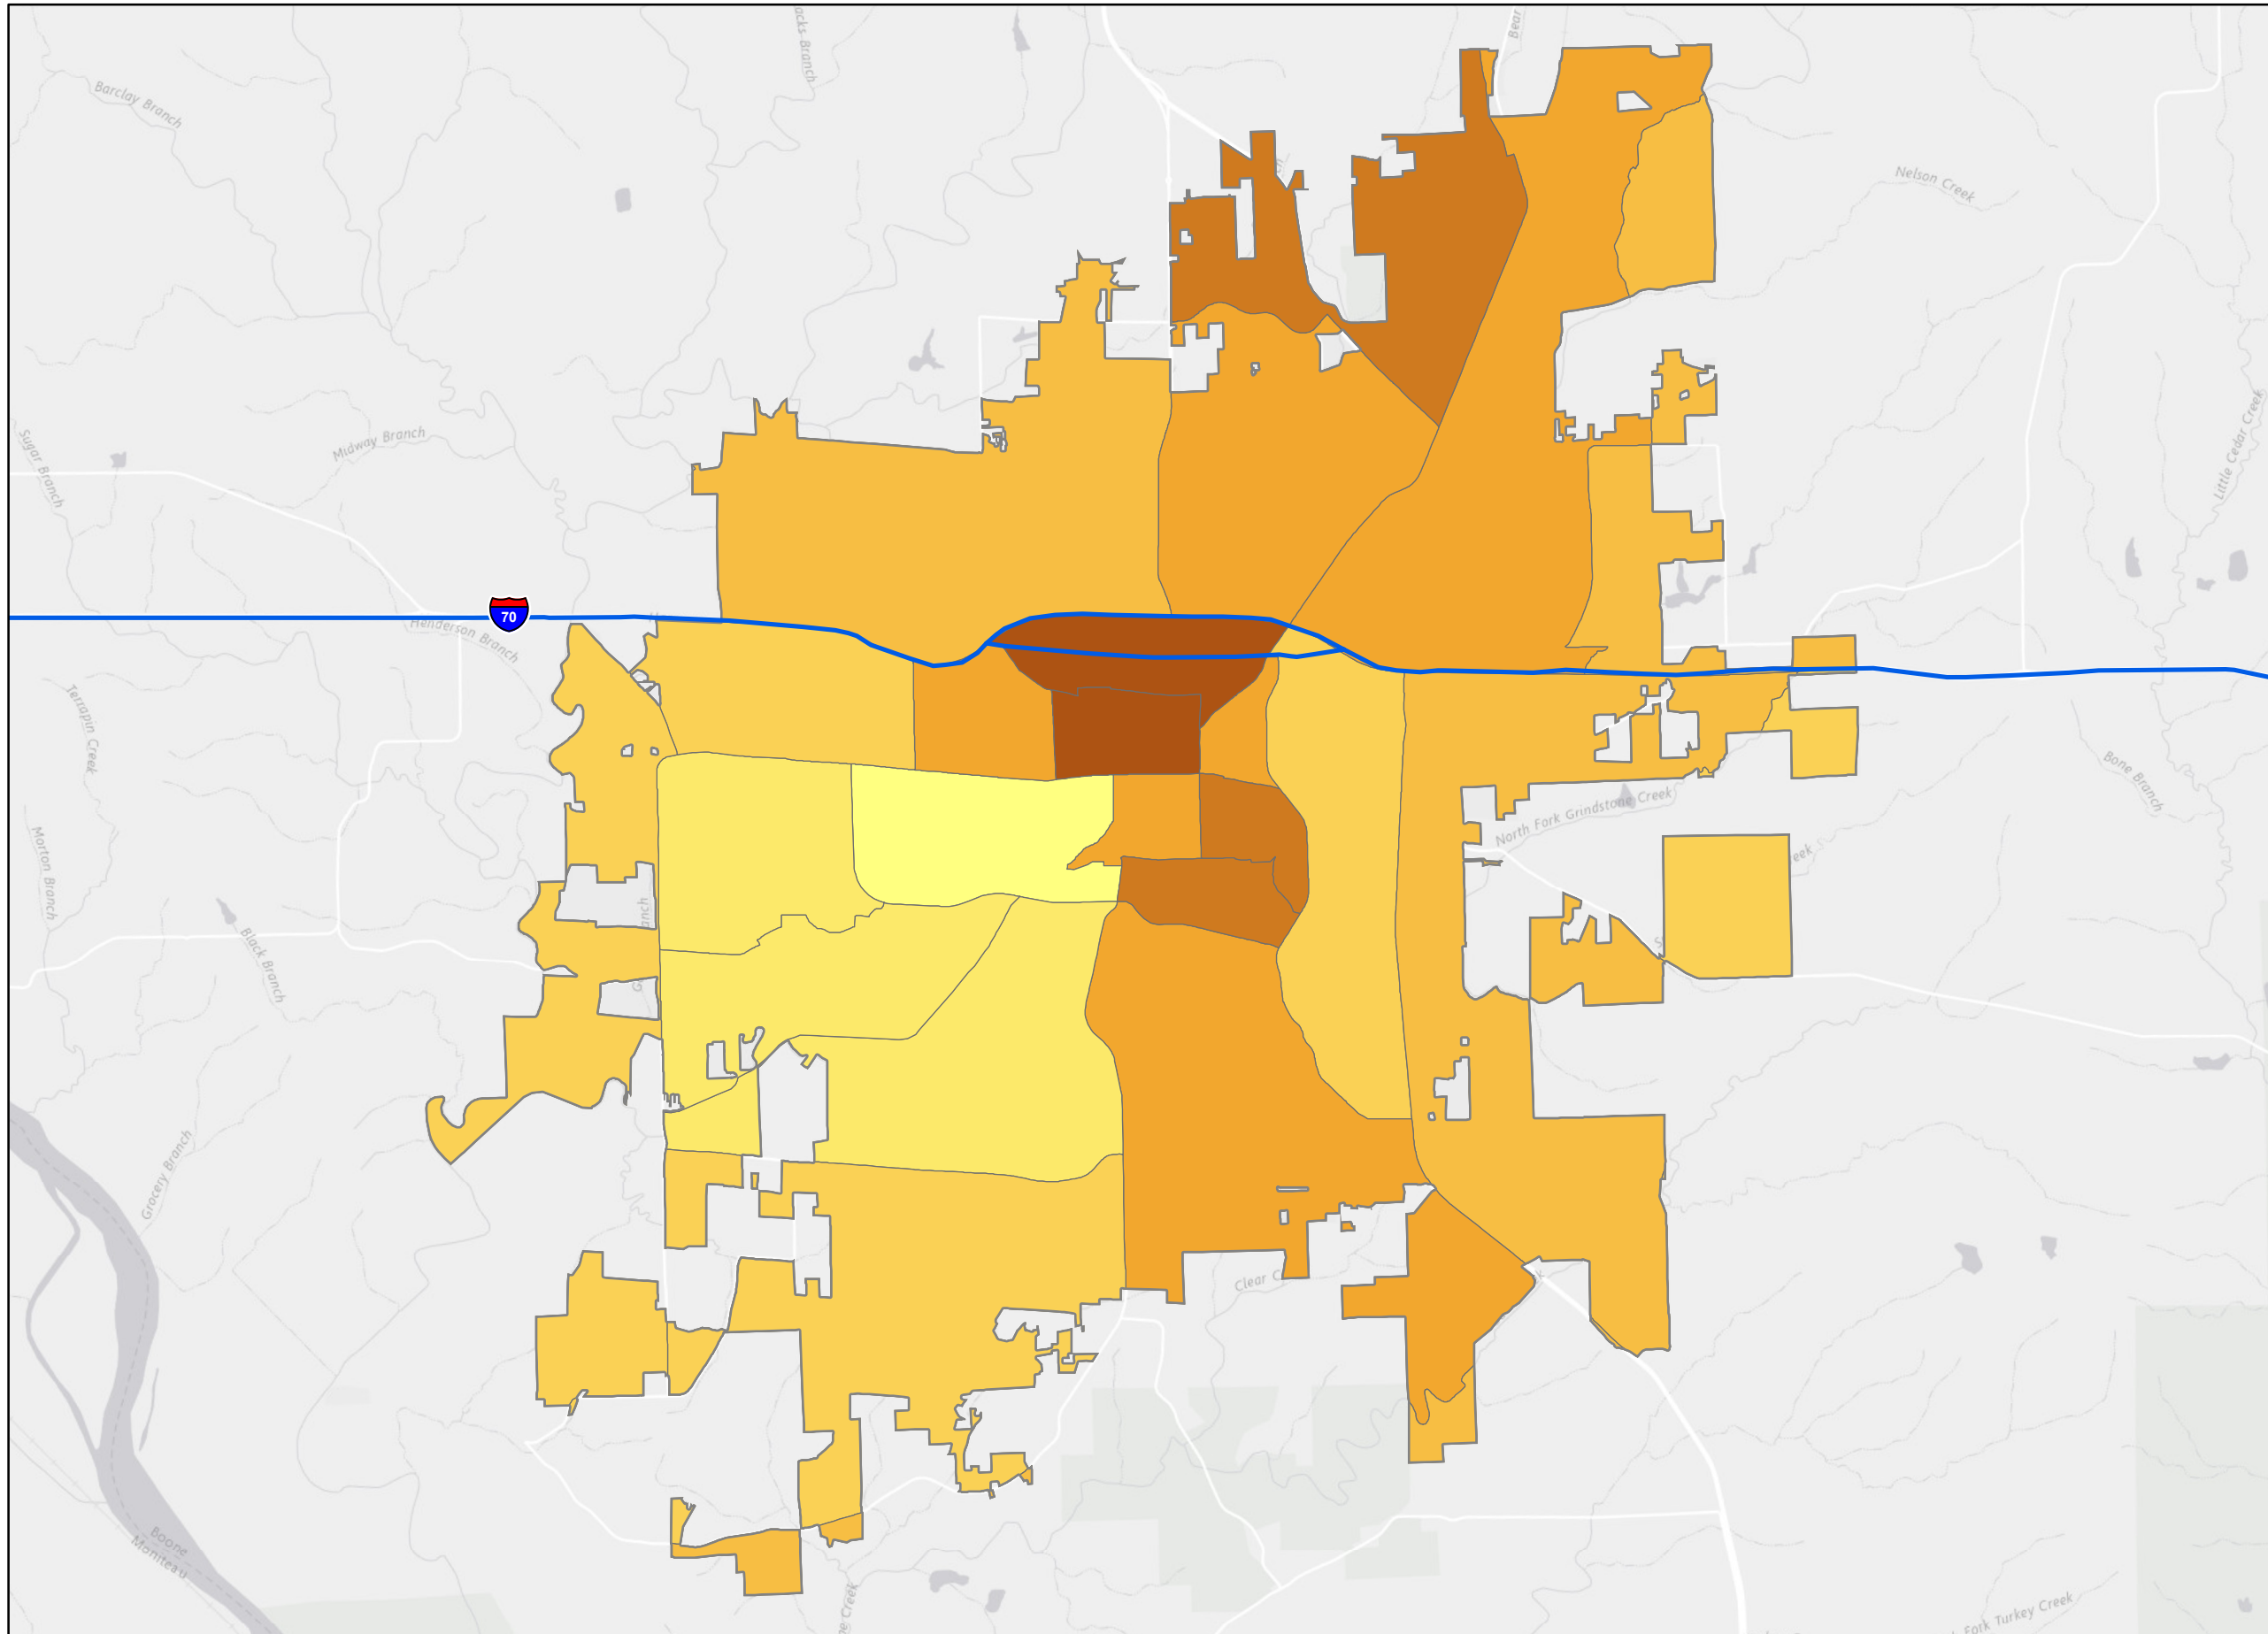 Barclay Branch
Bear
Nelson Creek
Midway Branch
Sugar Branch
Little Cedar Creek
70
Henderson Branch
Terrapin Creek
Bone Branch
North Fork Grindstone Creek
Morton Branch
Black Branch
Grocery Branch
Boone
Moniteau
Fork Turkey Creek